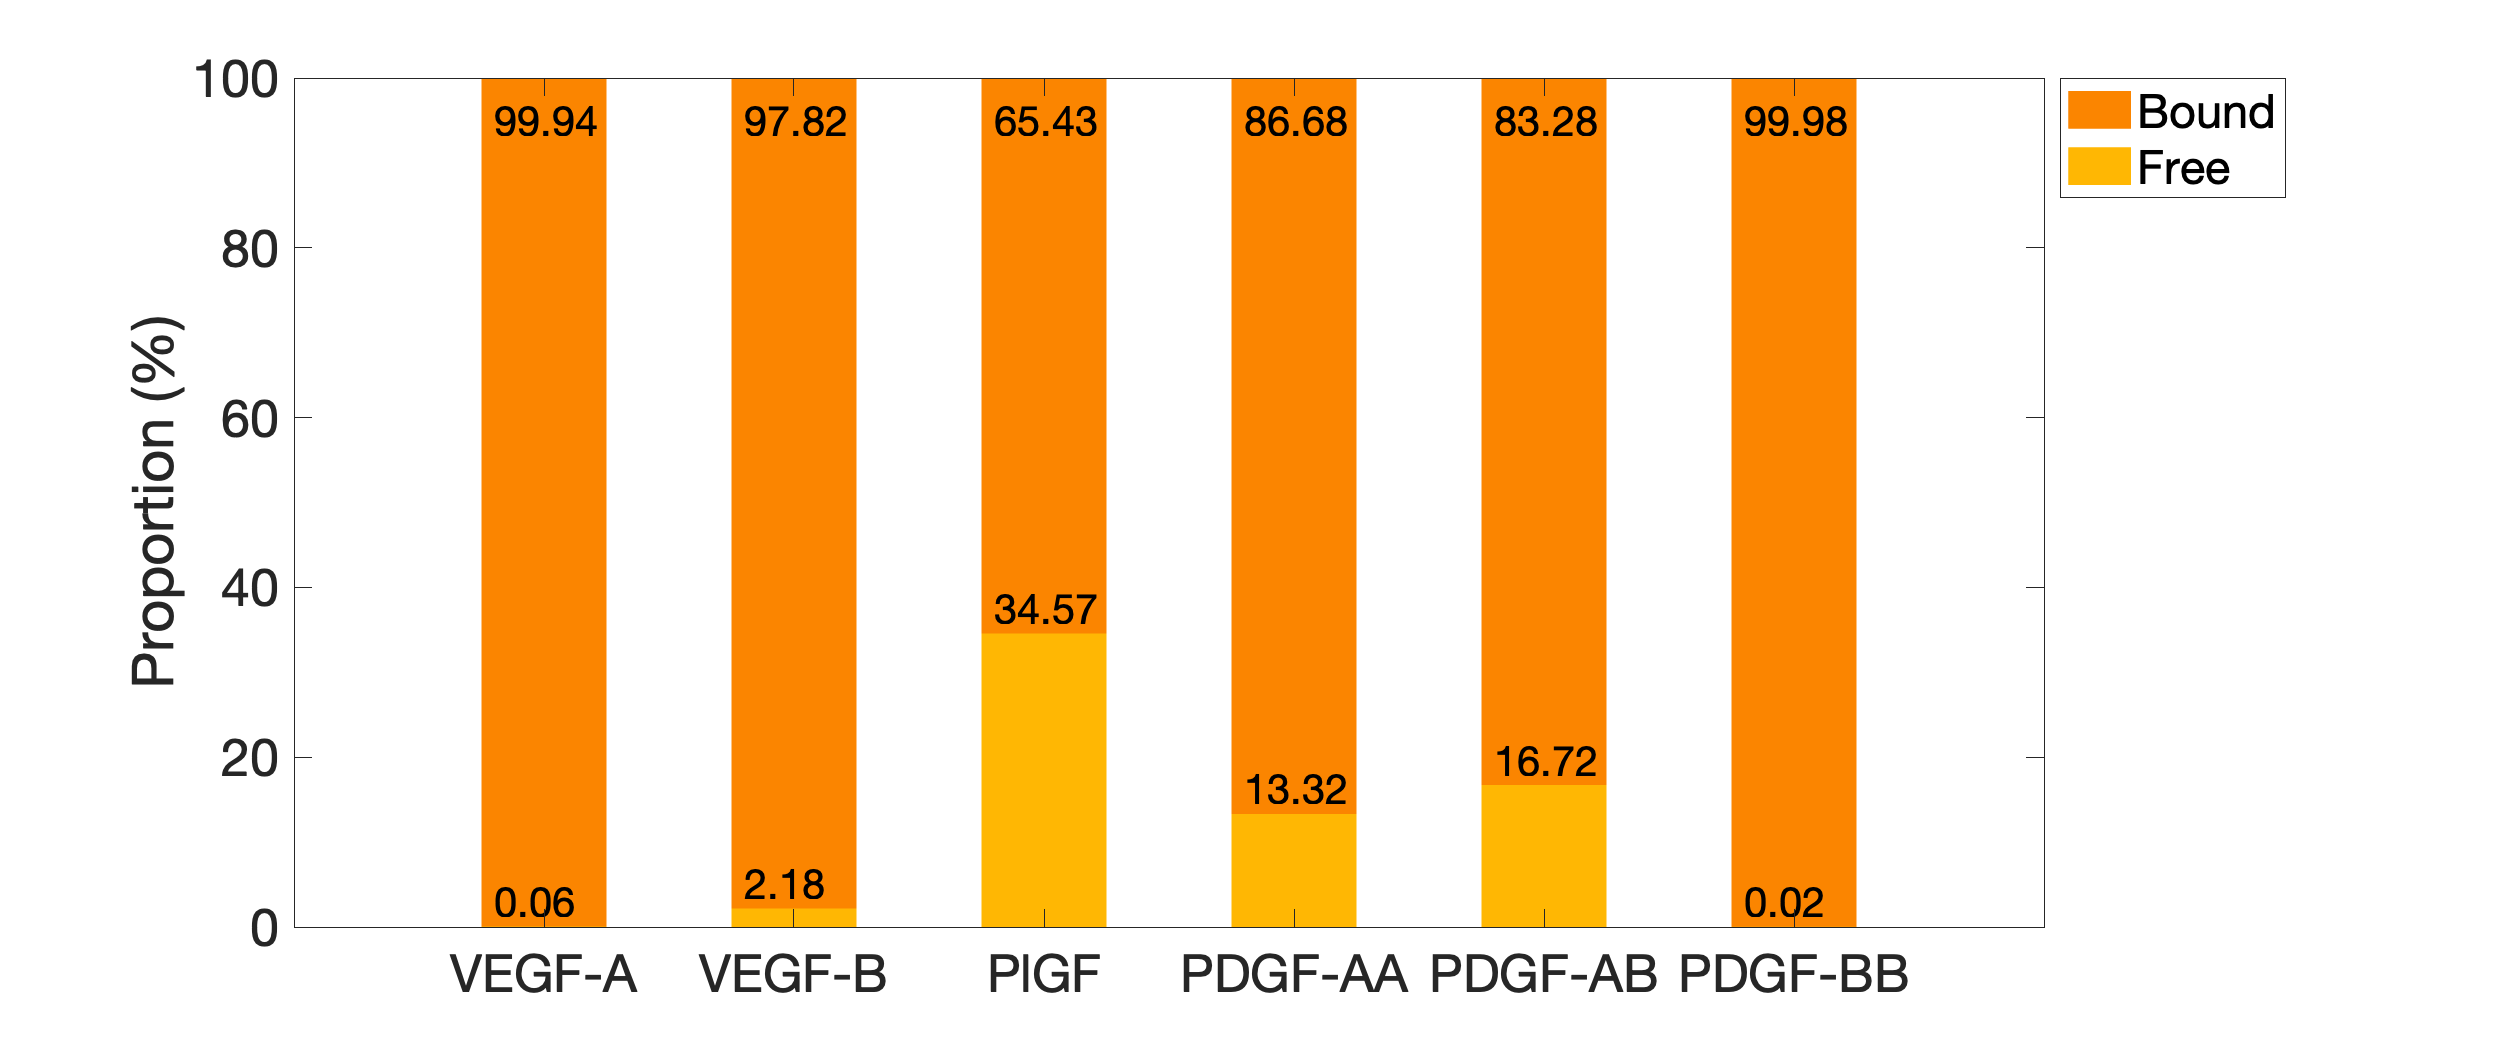 Proportion (%)
100
80
60
40
20
0
99.94
97.82
65.43
86.68
83.28
99.98
0.06
2.18
34.57
13.32
16.72
0.02
VEGF-A
VEGF-B
PlGF
PDGF-AA
PDGF-AB
PDGF-BB
Bound
Free